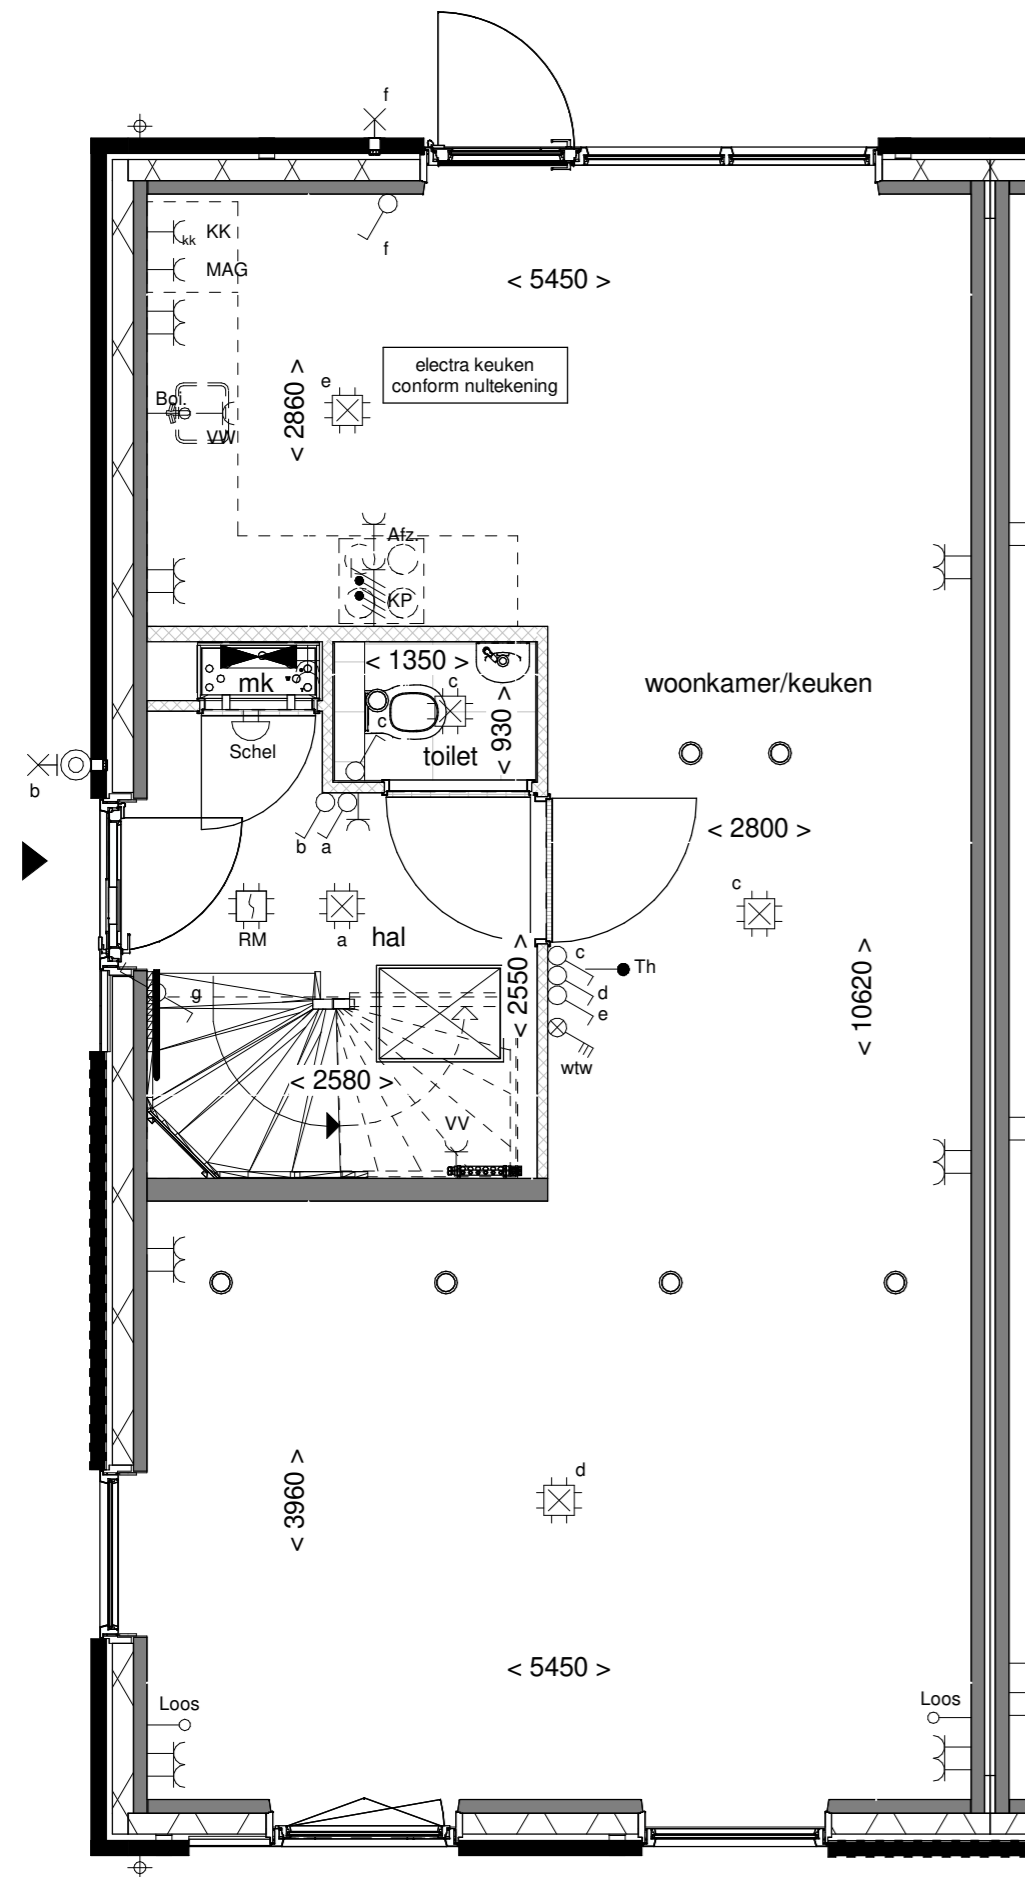 f
KK
kk
MAG
f
< 5450 >
electra keuken
conform nultekening
< 2860 >
e
Boi.
VW
Afz.
KP
< 1350 >
mk
c
c
< 930 >
toilet
Schel
woonkamer/keuken
b
b
a
< 2800 >
c
RM
a
hal
< 2550 >
c
Th
d
e
wtw
< 10620 >
g
< 2580 >
VV
< 3960 >
d
< 5450 >
Loos
Loos